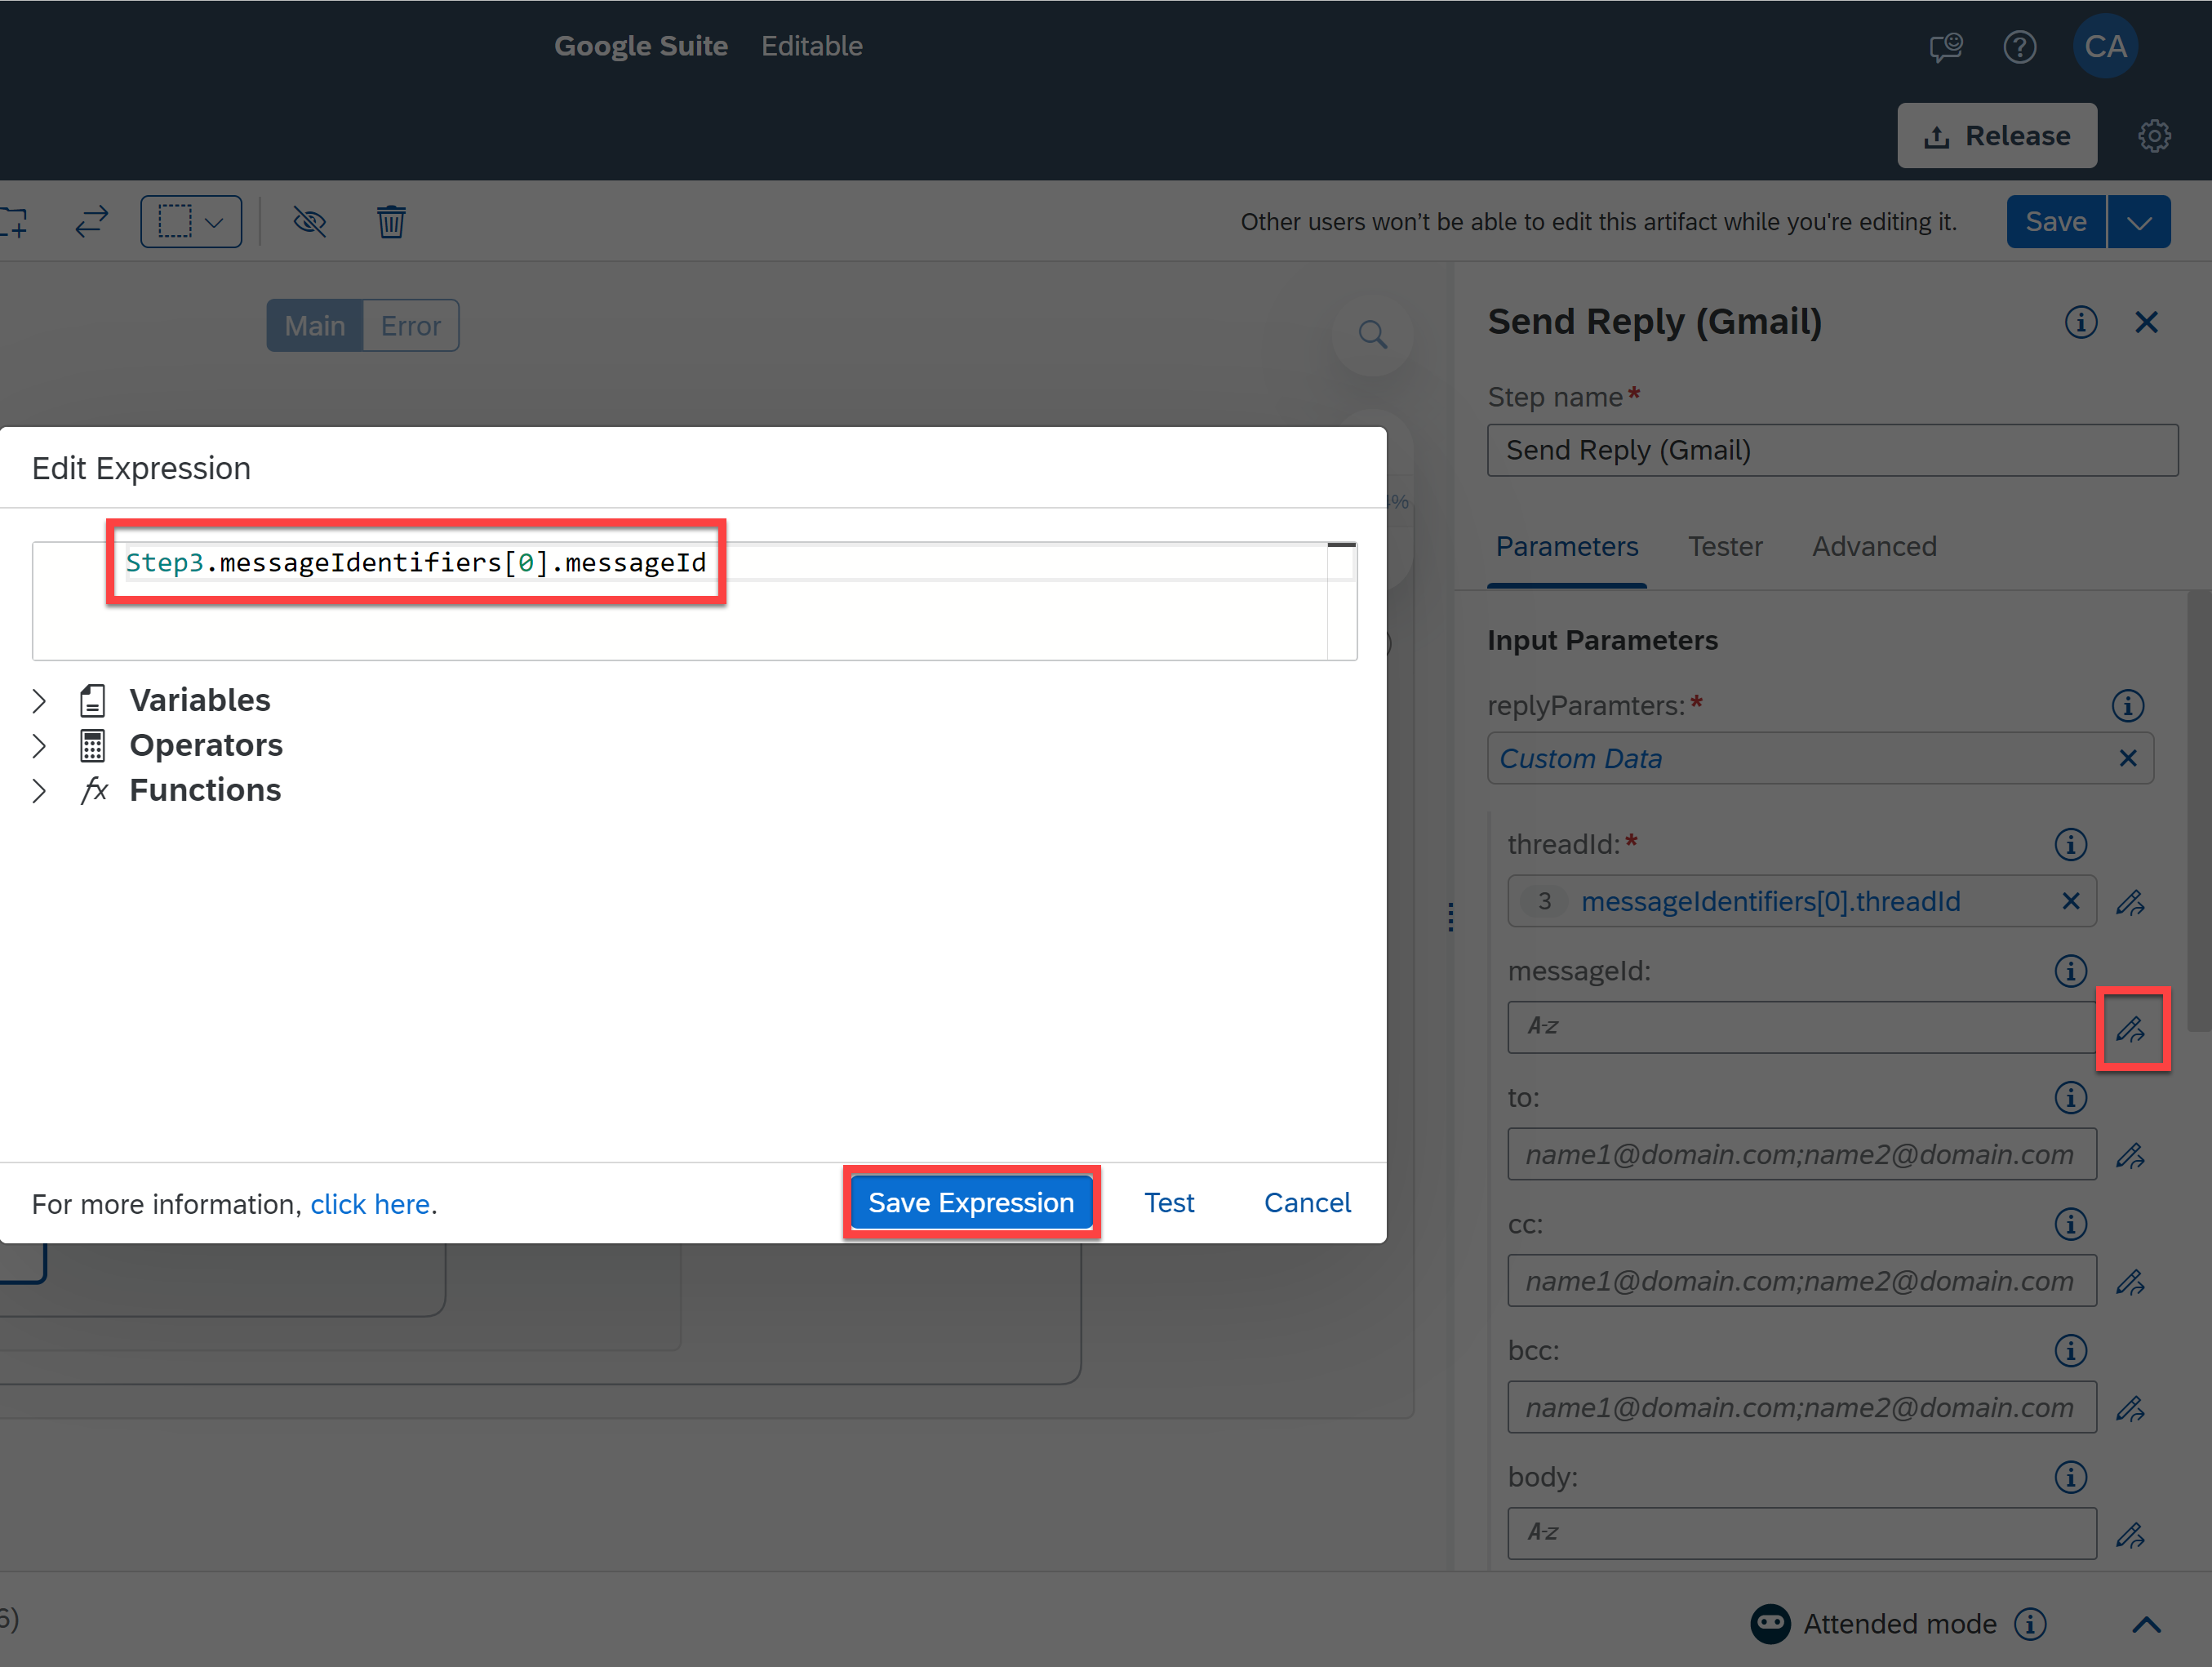 Google Suite Editable
CA
Release
Other users won't be able to edit this artifact while you're editing it.
Save
Main Error
Send Reply (Gmail)
Step name*
Send Reply (Gmail)
Edit Expression
Step3.messageIdentifiers[0].messageId
Variables
Operators
fx Functions
For more information, click here.
Save Expression Test Cancel
Parameters Tester Advanced
Input Parameters
replyParamters:*
Custom Data
threadId:*
3 messageIdentifiers[0].threadId
messageId:
A-z
to:
name1@domain.com;name2@domain.com
cc:
name1@domain.com;name2@domain.com
bcc:
name1@domain.com;name2@domain.com
body:
A-z
Attended mode